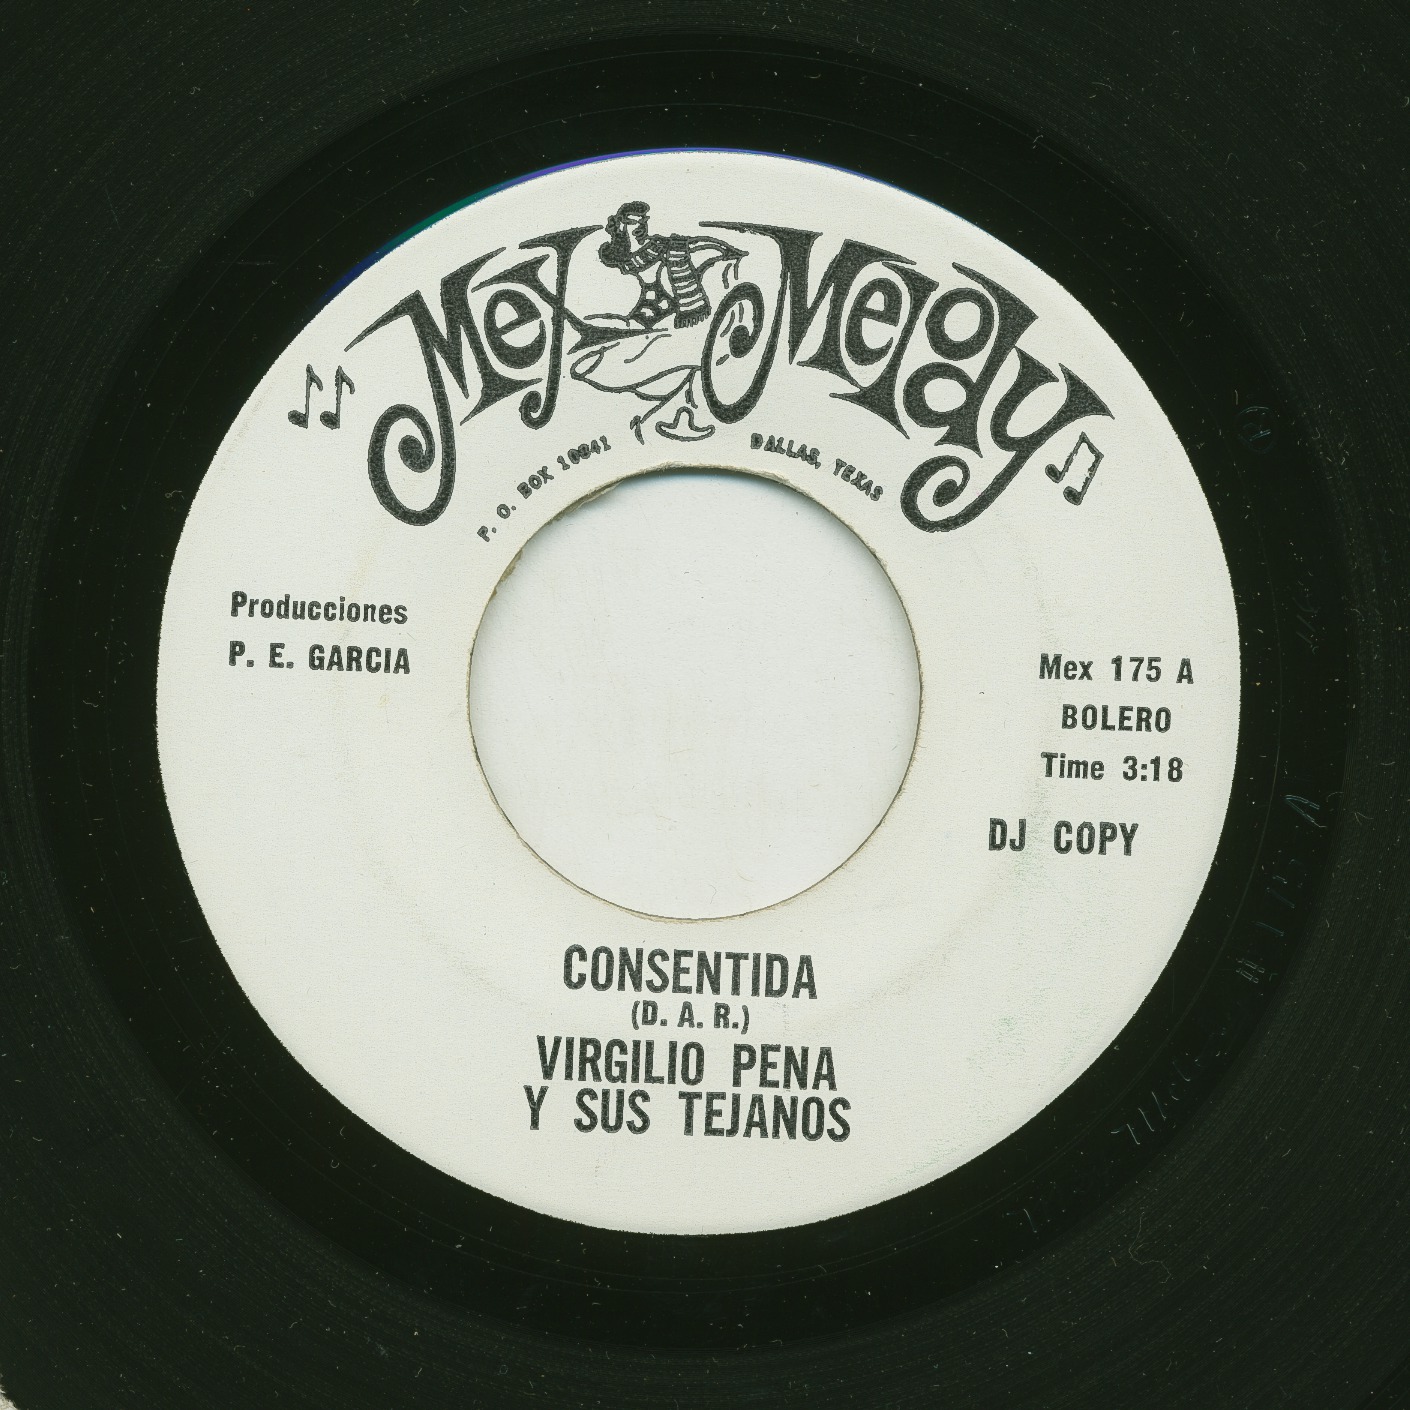 Mex Melody
P. O. BOX 10841 DALLAS, TEXAS
Producciones
P. E. GARCIA
Mex 175 A
BOLERO
Time 3:18
DJ COPY
CONSENTIDA
(D. A. R.)
VIRGILIO PENA
Y SUS TEJANOS